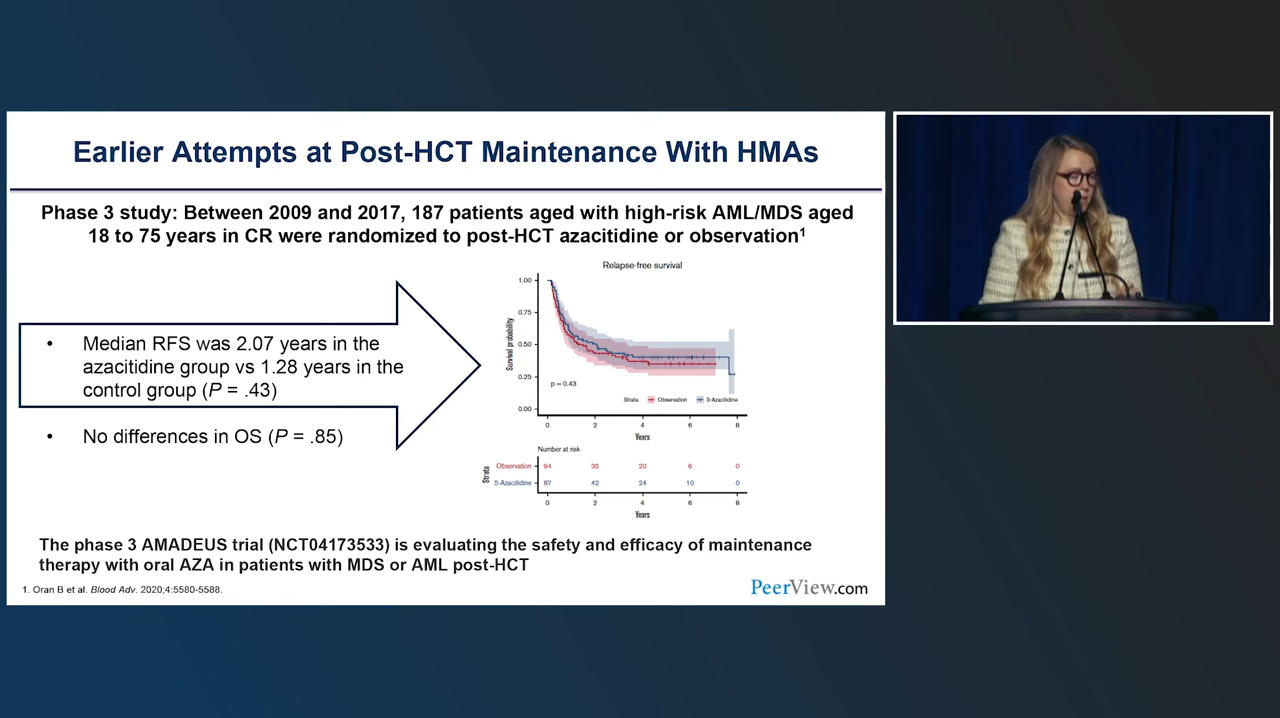 Earlier Attempts at Post-HCT Maintenance With HMAs
Phase 3 study: Between 2009 and 2017, 187 patients aged with high-risk AML/MDS aged
18 to 75 years in CR were randomized to post-HCT azacitidine or observation1
• Median RFS was 2.07 years in the
azacitidine group vs 1.28 years in the
control group (P = .43)
• No differences in OS (P = .85)
Relapse-free survival
Survival probability
1.00
0.75
0.50
0.25
0.00
p = 0.43
Strata Observation 5-Azacitidine
0 2 4 6 8
Years
Number at risk
Strata
Observation 94 35 20 6 0
5-Azacitidine 87 42 24 10 0
0 2 4 6 8
Years
The phase 3 AMADEUS trial (NCT04173533) is evaluating the safety and efficacy of maintenance
therapy with oral AZA in patients with MDS or AML post-HCT
1. Oran B et al. Blood Adv. 2020;4:5580-5588.
PeerView.com